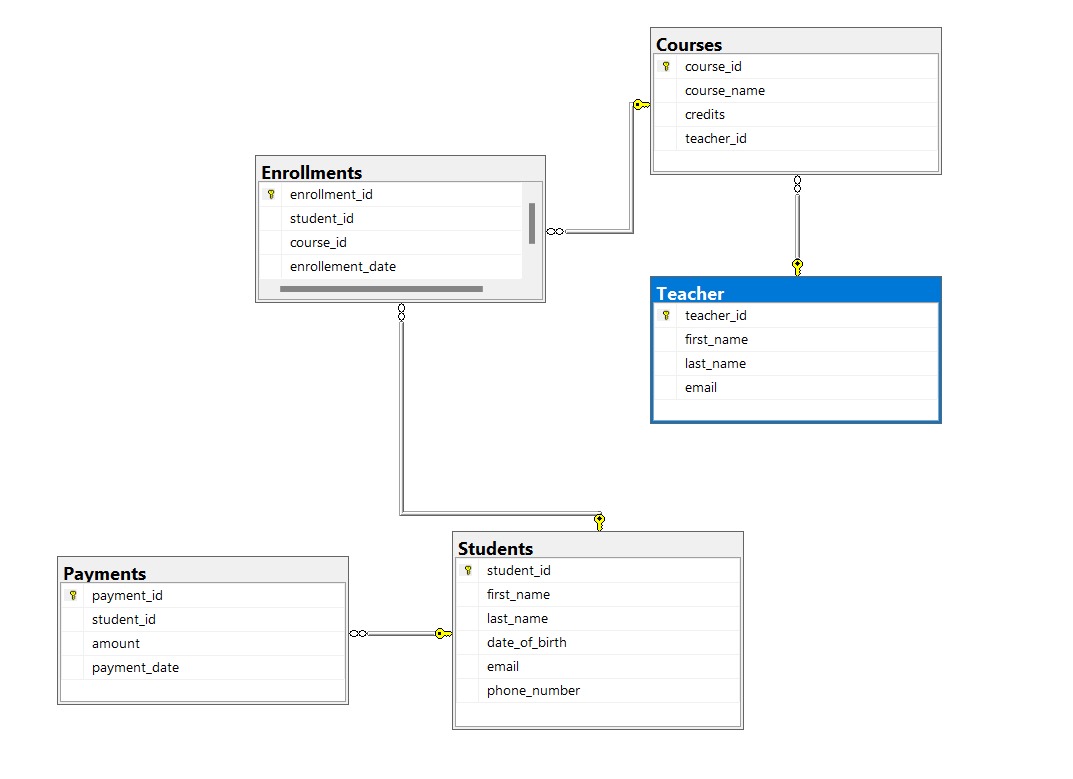 Courses
course_id
course_name
credits
teacher_id
Enrollments
enrollment_id
student_id
course_id
enrollement_date
Teacher
teacher_id
first_name
last_name
email
Students
student_id
first_name
last_name
date_of_birth
email
phone_number
Payments
payment_id
student_id
amount
payment_date